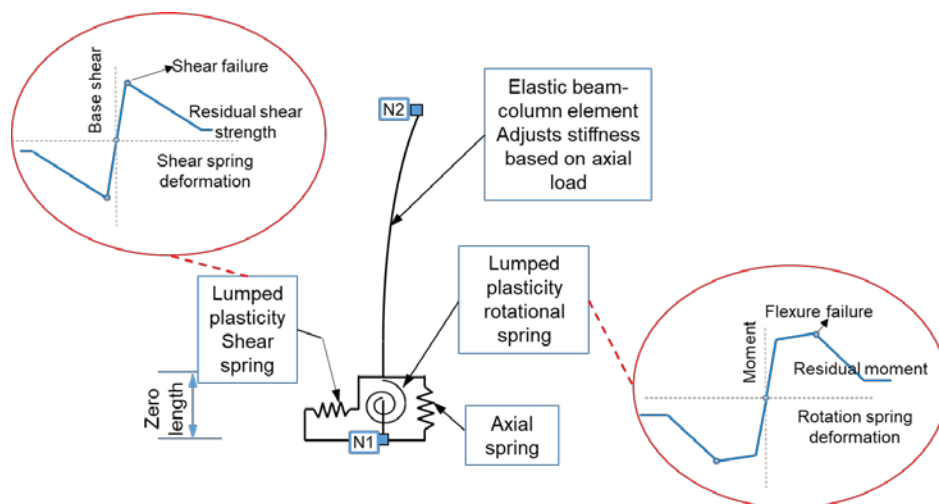 Base shear
Shear failure
Residual shear
strength
Shear spring
deformation
N2
Elastic beam-
column element
Adjusts stiffness
based on axial
load
Lumped
plasticity
Shear
spring
Lumped
plasticity
rotational
spring
Zero
length
N1
Axial
spring
Moment
Flexure failure
Residual moment
Rotation spring
deformation